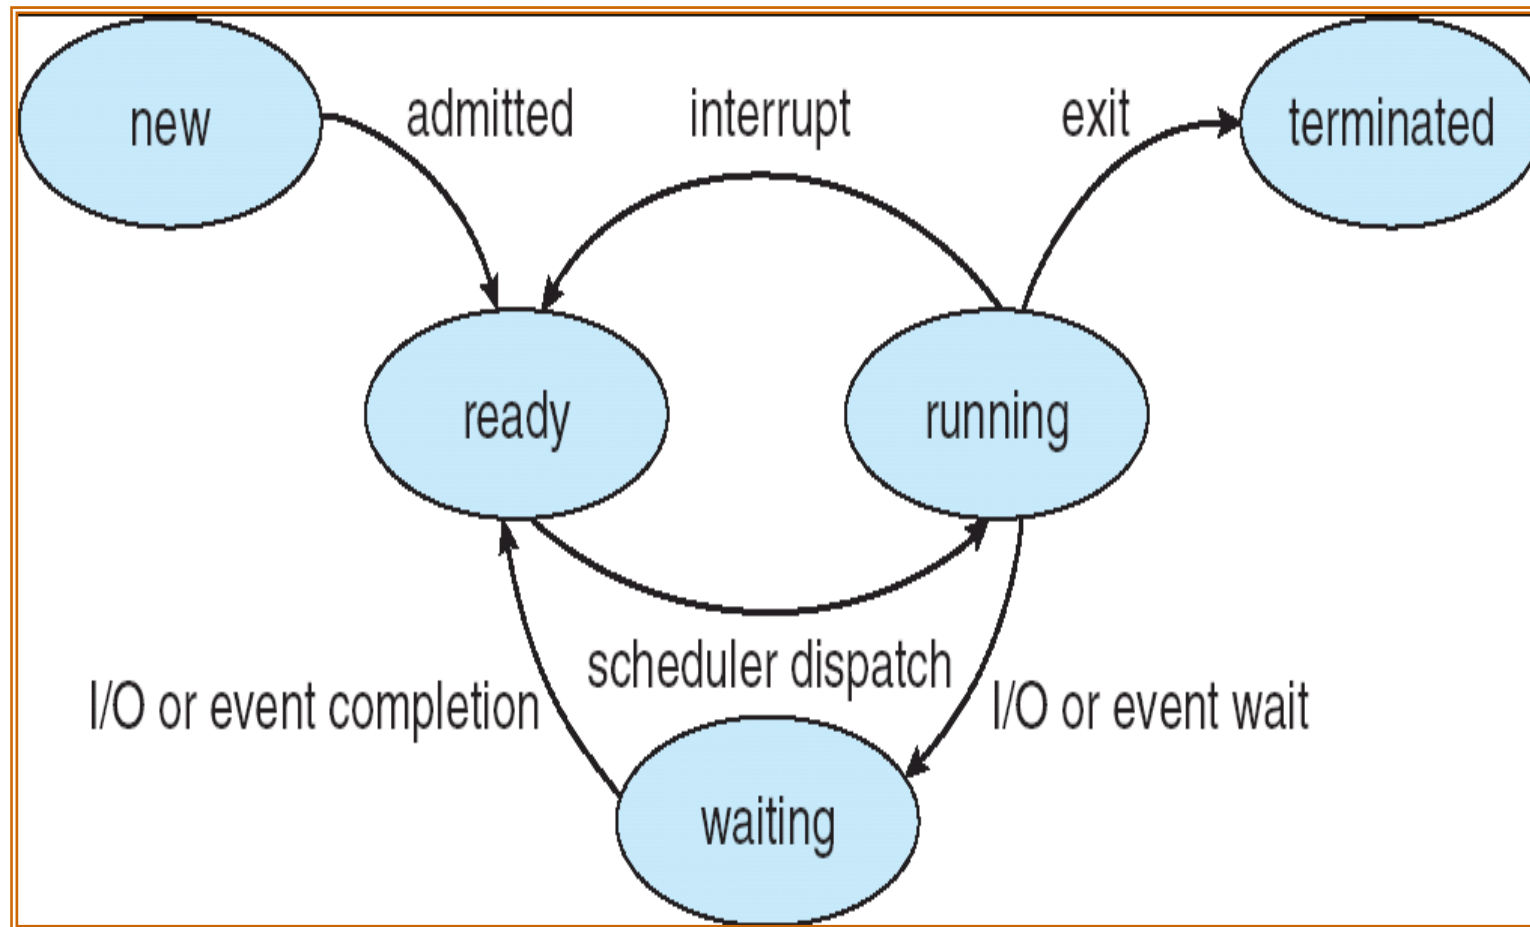 new
admitted
interrupt
exit
terminated
ready
running
scheduler dispatch
I/O or event completion
I/O or event wait
waiting